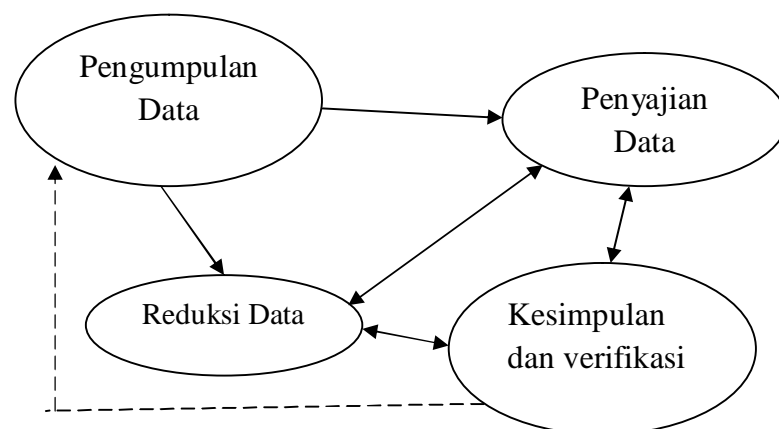 Pengumpulan
Data
Penyajian
Data
Reduksi Data
Kesimpulan
dan verifikasi